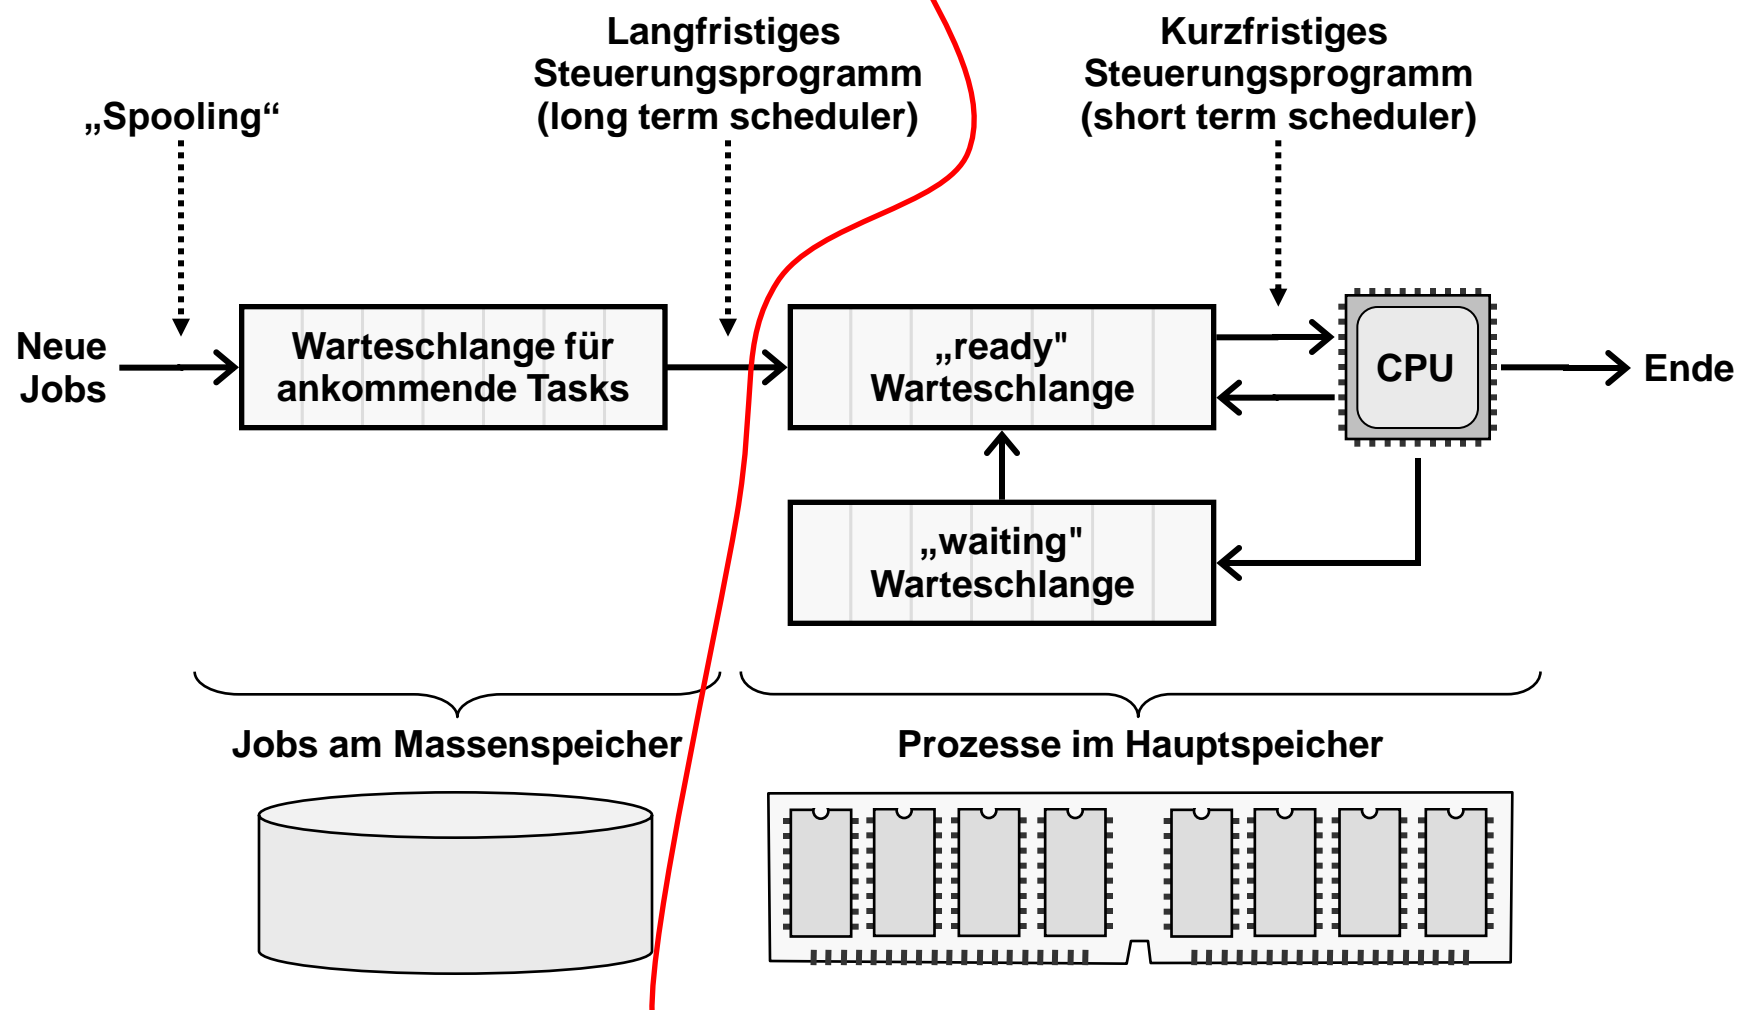 „Spooling“
Langfristiges
Steuerungsprogramm
(long term scheduler)
Kurzfristiges
Steuerungsprogramm
(short term scheduler)
Neue
Jobs
Warteschlange für
ankommende Tasks
„ready"
Warteschlange
CPU
Ende
„waiting"
Warteschlange
Jobs am Massenspeicher
Prozesse im Hauptspeicher